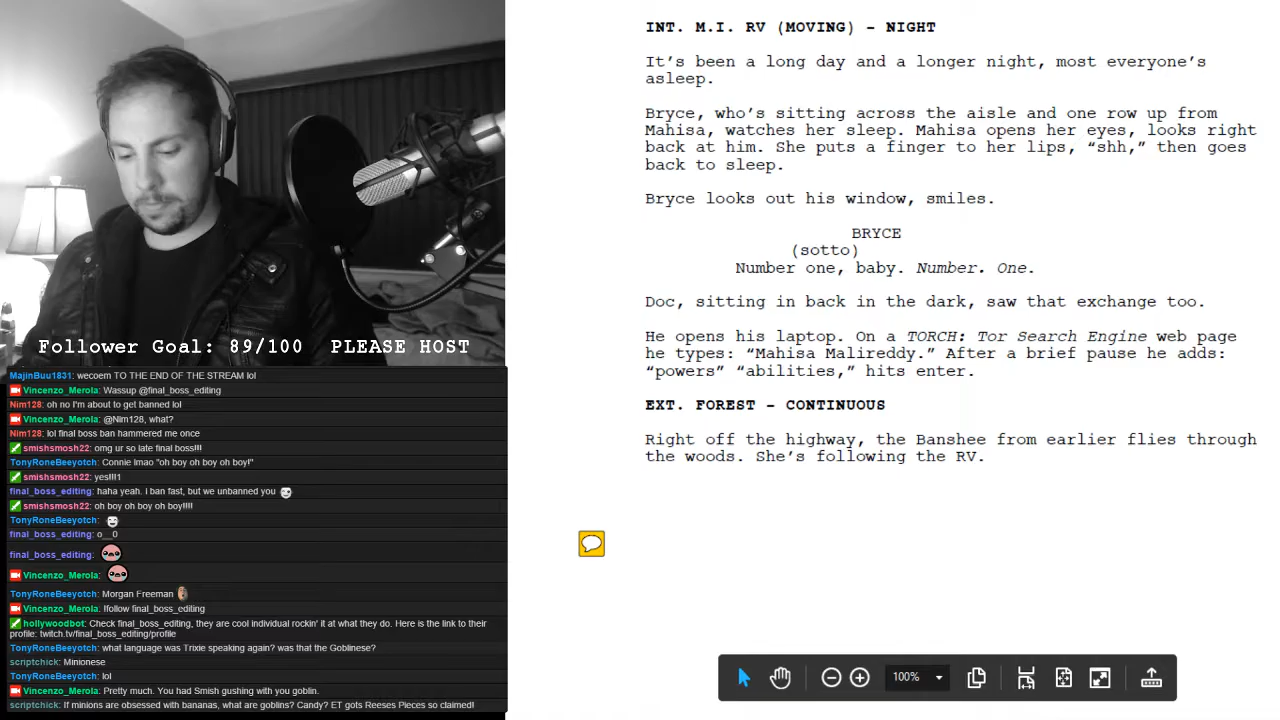 INT. M.I. RV (MOVING) – NIGHT
It's been a long day and a longer night, most everyone's
asleep.
Bryce, who's sitting across the aisle and one row up from
Mahisa, watches her sleep. Mahisa opens her eyes, looks right
back at him. She puts a finger to her lips, “shh,” then goes
back to sleep.
Bryce looks out his window, smiles.
BRYCE
(sotto)
Number one, baby. Number. One.
Doc, sitting in back in the dark, saw that exchange too.
He opens his laptop. On a TORCH: Tor Search Engine web page
he types: “Mahisa Malireddy.” After a brief pause he adds:
“powers” “abilities,” hits enter.
EXT. FOREST – CONTINUOUS
Right off the highway, the Banshee from earlier flies through
the woods. She's following the RV.
Follower Goal: 89/100 PLEASE HOST
MajinBuu1831: wecoem TO THE END OF THE STREAM lol
Vincenzo_Merola: Wassup @final_boss_editing
Nim128: oh no I'm about to get banned lol
Vincenzo_Merola: @Nim128, what?
Nim128: lol final boss ban hammered me once
smishsmosh22: omg ur so late final boss!!!
TonyRoneBeeyotch: Connie lmao "oh boy oh boy oh boy!"
smishsmosh22: yes!!!1
final_boss_editing: haha yeah. I ban fast, but we unbanned you
smishsmosh22: oh boy oh boy oh boy!!!!
TonyRoneBeeyotch:
final_boss_editing: o__0
final_boss_editing:
Vincenzo_Merola:
TonyRoneBeeyotch: Morgan Freeman
Vincenzo_Merola: !follow final_boss_editing
hollywoodbot: Check final_boss_editing, they are cool individual rockin' it at what they do. Here is the link to their
profile: twitch.tv/final_boss_editing/profile
TonyRoneBeeyotch: what language was Trixie speaking again? was that the Goblinese?
scriptchick: Minionese
TonyRoneBeeyotch: lol
Vincenzo_Merola: Pretty much. You had Smish gushing with you goblin.
scriptchick: If minions are obsessed with bananas, what are goblins? Candy? ET gots Reeses Pieces so claimed!
100%